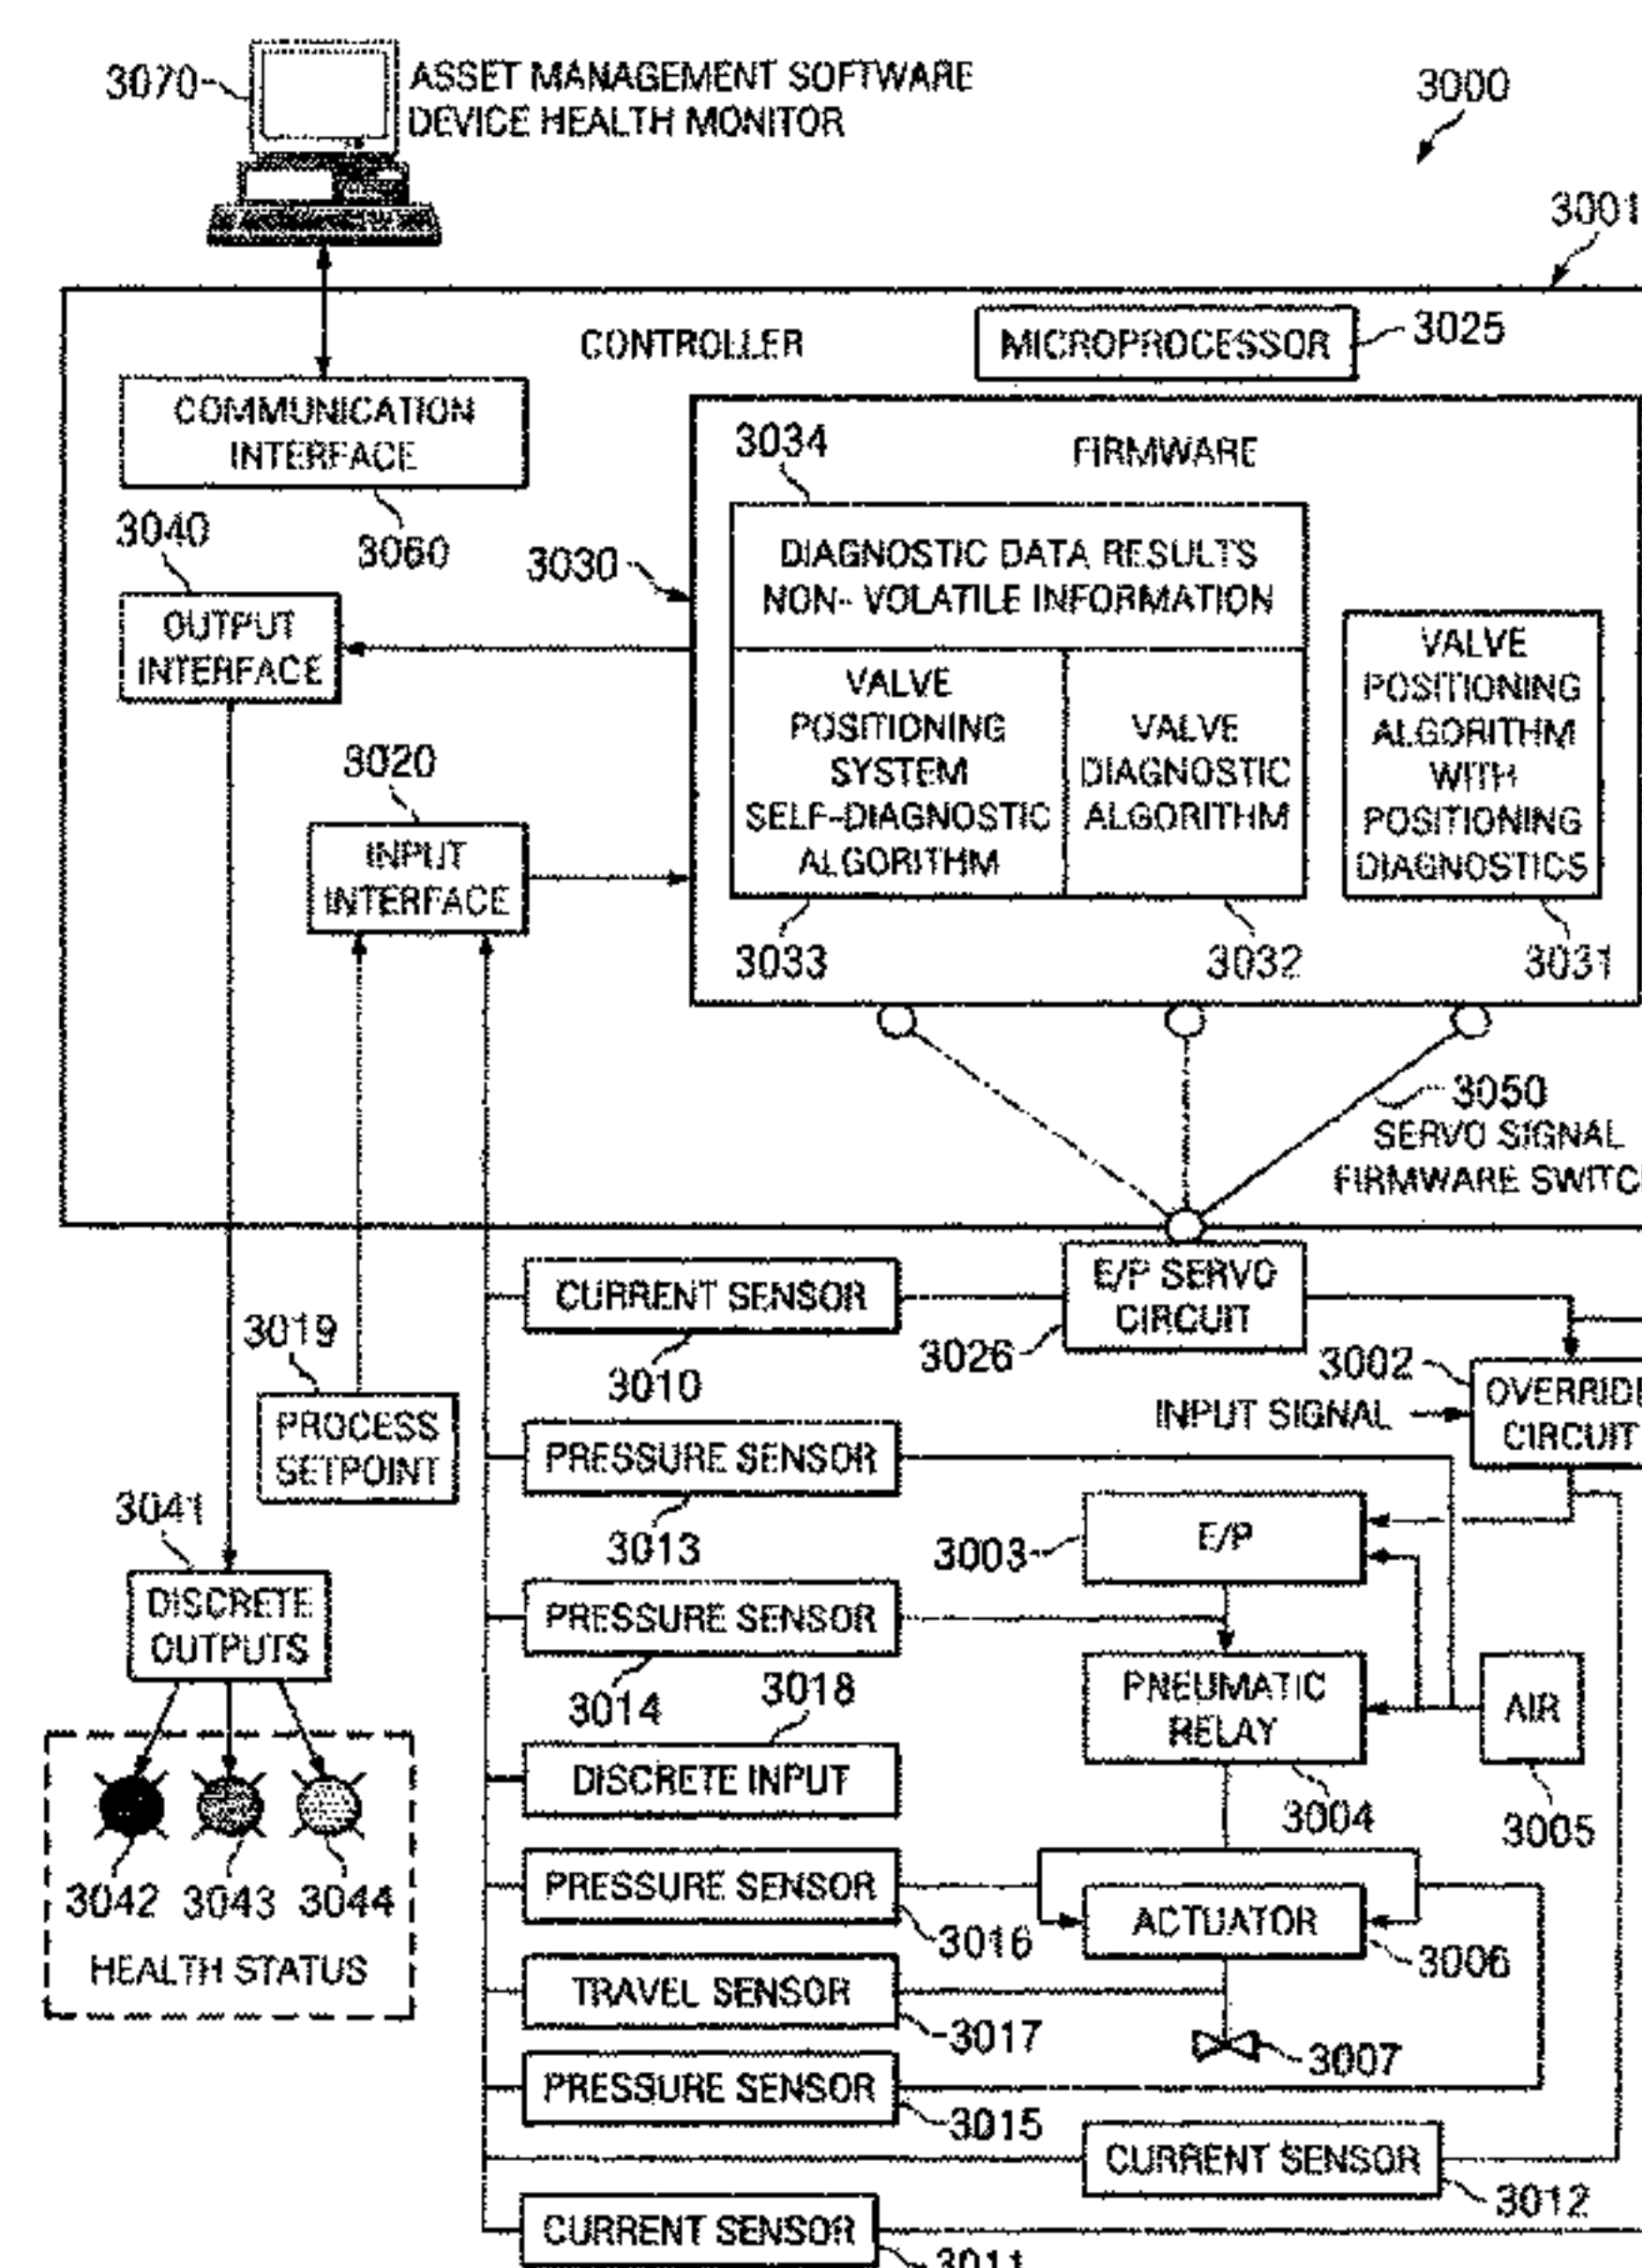 3070
ASSET MANAGEMENT SOFTWARE
DEVICE HEALTH MONITOR
3000
3001
CONTROLLER
MICROPROCESSOR
3025
COMMUNICATION
INTERFACE
3060
3034
FIRMWARE
3040
3030
DIAGNOSTIC DATA RESULTS
NON- VOLATILE INFORMATION
OUTPUT
INTERFACE
VALVE
POSITIONING
SYSTEM
SELF-DIAGNOSTIC
ALGORITHM
VALVE
DIAGNOSTIC
ALGORITHM
VALVE
POSITIONING
ALGORITHM
WITH
POSITIONING
DIAGNOSTICS
3020
INPUT
INTERFACE
3033
3032
3031
3050
SERVO SIGNAL
FIRMWARE SWITC
CURRENT SENSOR
3010
E/P SERVO
CIRCUIT
3026
3019
PROCESS
SETPOINT
3002
INPUT SIGNAL
OVERRIDE
CIRCUIT
PRESSURE SENSOR
3013
E/P
3003
3041
DISCRETE
OUTPUTS
PRESSURE SENSOR
3014
3018
PNEUMATIC
RELAY
3004
AIR
3005
DISCRETE INPUT
3042 3043 3044
HEALTH STATUS
PRESSURE SENSOR
3016
ACTUATOR
3006
TRAVEL SENSOR
3017
3007
PRESSURE SENSOR
3015
CURRENT SENSOR
3012
CURRENT SENSOR
3011